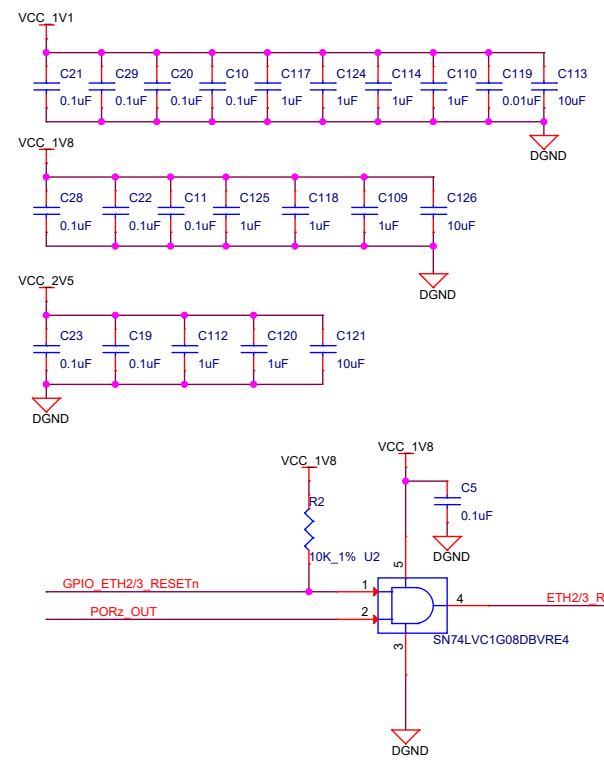 VCC_1V1
C21 C29 C20 C10 C117 C124 C114 C110 C119 C113
0.1uF 0.1uF 0.1uF 0.1uF 1uF 1uF 1uF 1uF 0.01uF 10uF
DGND
VCC_1V8
C28 C22 C11 C125 C118 C109 C126
0.1uF 0.1uF 0.1uF 1uF 1uF 1uF 10uF
DGND
VCC_2V5
C23 C19 C112 C120 C121
0.1uF 0.1uF 1uF 1uF 10uF
DGND
VCC_1V8
VCC_1V8
C5
R2
0.1uF
10K_1% U2
5
DGND
GPIO_ETH2/3_RESETn
1
4
ETH2/3_R
PORz_OUT
2
SN74LVC1G08DBVRE4
3
DGND